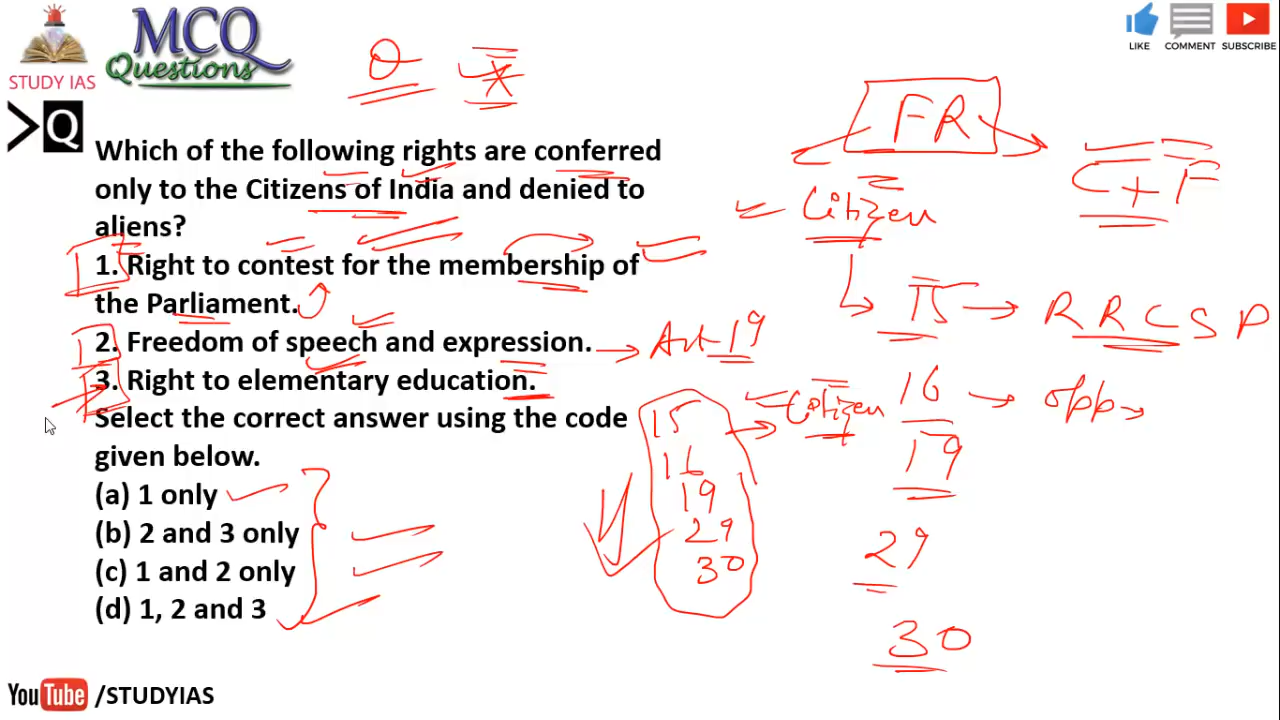 STUDY IAS
MCQ
Questions
LIKE COMMENT SUBSCRIBE
>Q
Which of the following rights are conferred
only to the Citizens of India and denied to
aliens?
1. Right to contest for the membership of
the Parliament.
2. Freedom of speech and expression.
3. Right to elementary education.
Select the correct answer using the code
given below.
(a) 1 only
(b) 2 and 3 only
(c) 1 and 2 only
(d) 1, 2 and 3
YouTube /STUDYIAS
FR
Citizen
C + F
15 → R R C S P
Art 19
16 → opp
19
29
30
15 → Citizen
16
19
29
30